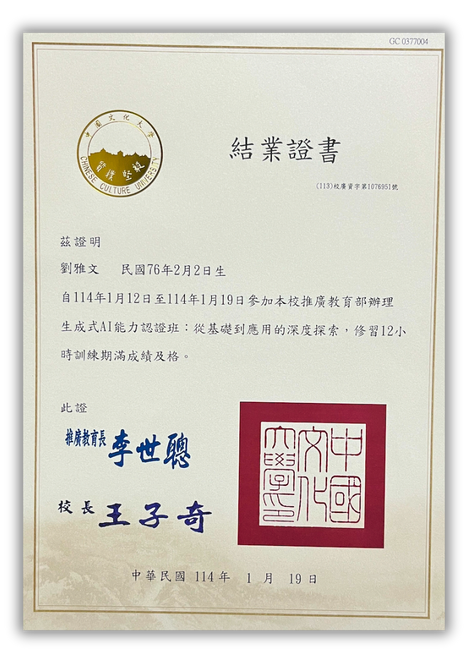 GC 0377004
中國文化大學
質樸堅毅
CHINESE CULTURE UNIVERSITY
結業證書
(113)校廣資字第1076951號
茲證明
劉雅文 民國76年2月2日生
自114年1月12日至114年1月19日參加本校推廣教育部辦理
生成式AI能力認證班：從基礎到應用的深度探索，修習12小
時訓練期滿成績及格。
此證
推廣教育長 李世聰
校長 王子奇
中國文化大學印
中華民國 114 年 1 月 19 日